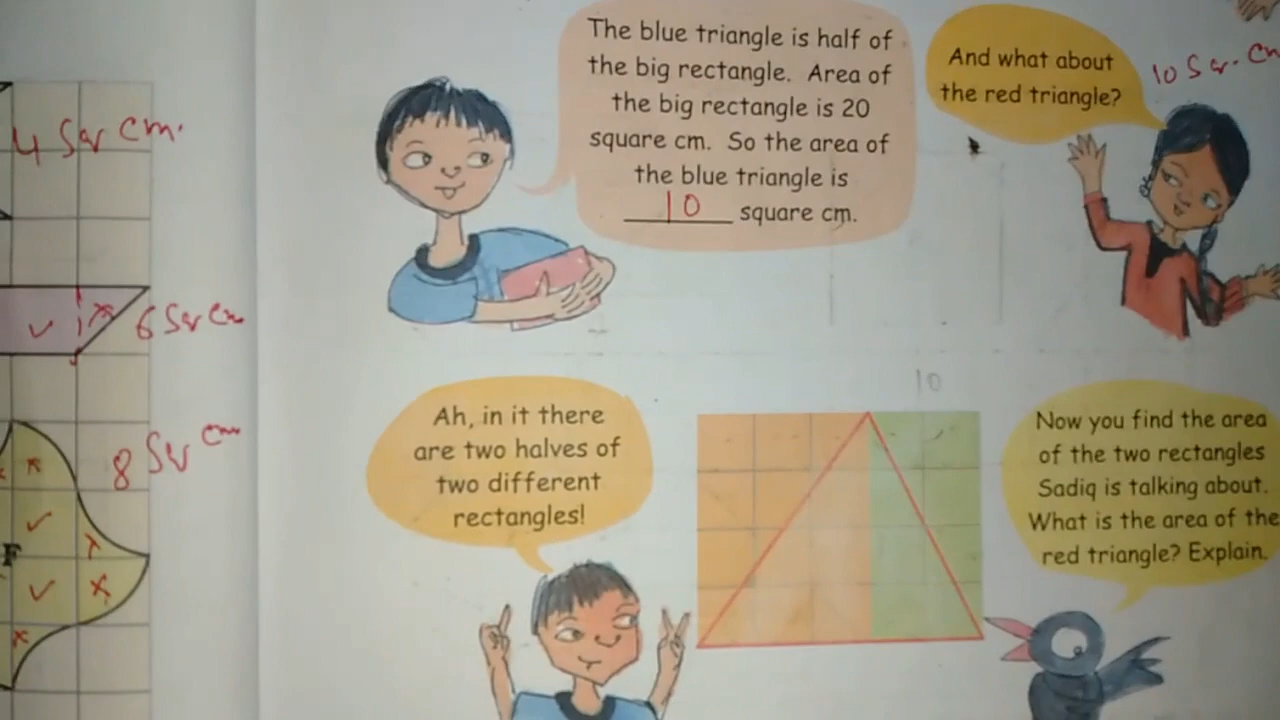 The blue triangle is half of
the big rectangle. Area of
the big rectangle is 20
square cm. So the area of
the blue triangle is
10 square cm.
And what about
the red triangle?
10 Sqr. cm
4 Sqr cm.
6 Sqr cm
8 Sqr cm
F
Ah, in it there
are two halves of
two different
rectangles!
10
Now you find the area
of the two rectangles
Sadiq is talking about.
What is the area of the
red triangle? Explain.